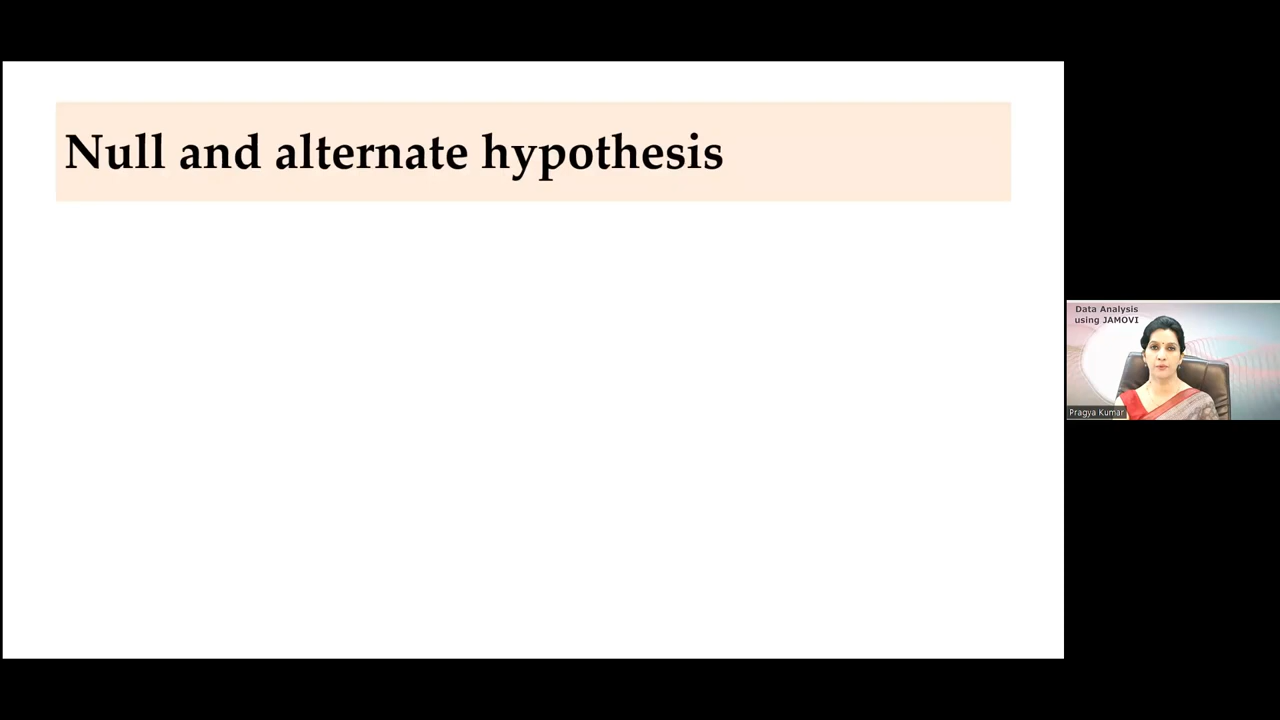 Null and alternate hypothesis
Data Analysis
using JAMOVI
Pragya Kumar